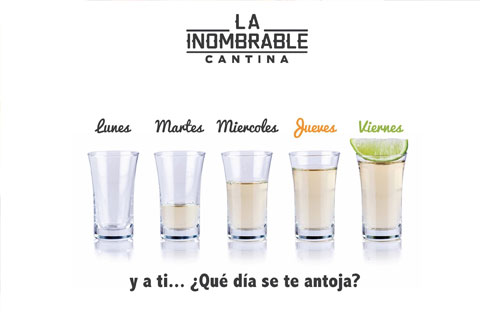 LA
INOMBRABLE
CANTINA
Lunes Martes Miercoles Jueves Viernes
y a ti... ¿Qué día se te antoja?